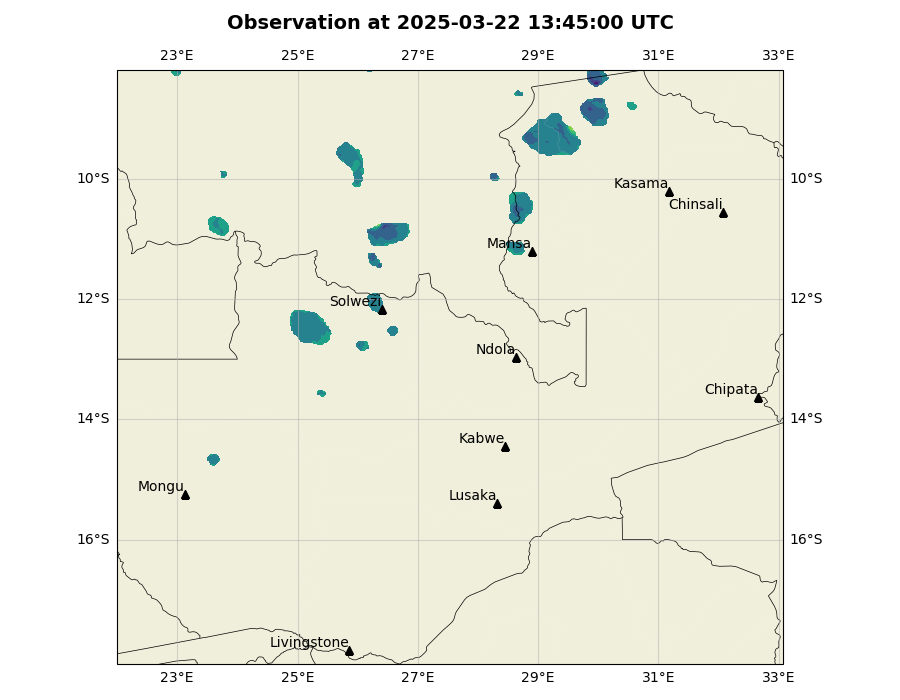 Observation at 2025-03-22 13:45:00 UTC
23°E 25°E 27°E 29°E 31°E 33°E
10°S 10°S
Kasama
Chinsali
Mansa
12°S 12°S
Solwezi
Ndola
Chipata
14°S 14°S
Kabwe
Mongu
Lusaka
16°S 16°S
Livingstone
23°E 25°E 27°E 29°E 31°E 33°E